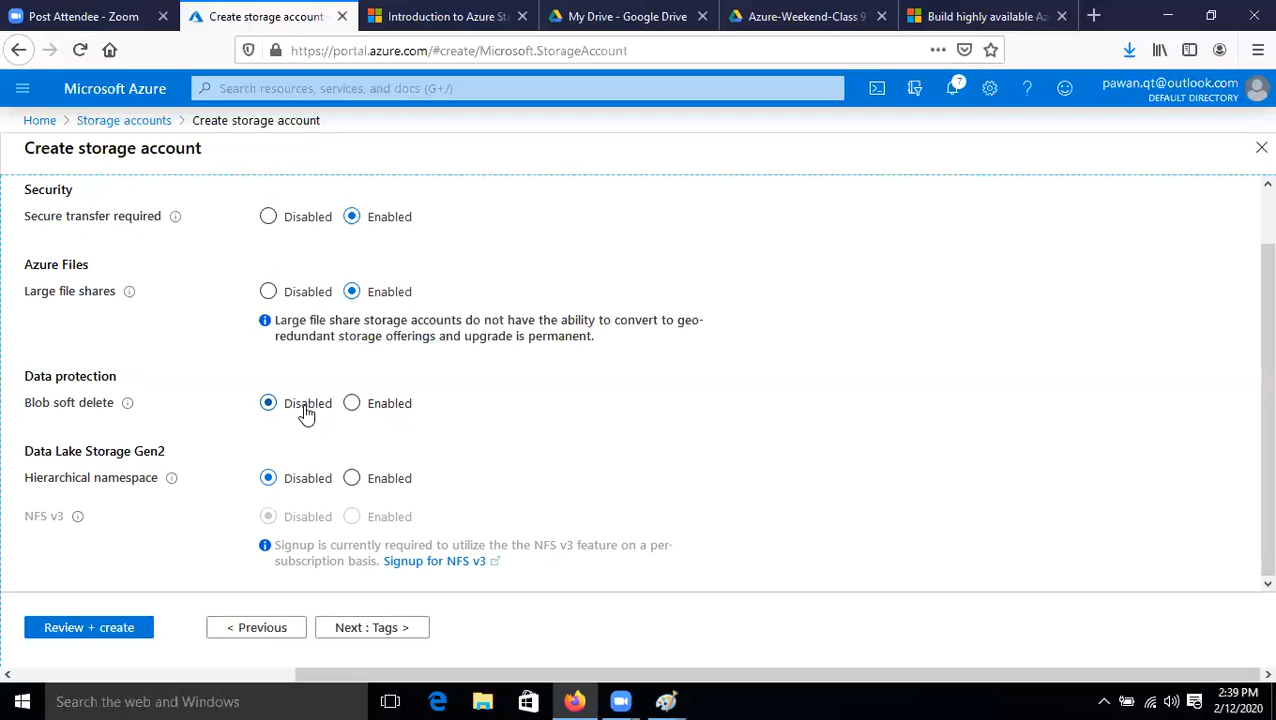 Post Attendee - Zoom
Create storage account -
Introduction to Azure St
My Drive - Google Drive
Azure-Weekend-Class 9
Build highly available Az
https://portal.azure.com/#create/Microsoft.StorageAccount
Microsoft Azure
Search resources, services, and docs (G+/)
7
pawan.qt@outlook.com
DEFAULT DIRECTORY
Home > Storage accounts > Create storage account
Create storage account
Security
Secure transfer required
Disabled
Enabled
Azure Files
Large file shares
Disabled
Enabled
Large file share storage accounts do not have the ability to convert to geo-
redundant storage offerings and upgrade is permanent.
Data protection
Blob soft delete
Disabled
Enabled
Data Lake Storage Gen2
Hierarchical namespace
Disabled
Enabled
NFS v3
Disabled
Enabled
Signup is currently required to utilize the the NFS v3 feature on a per-
subscription basis. Signup for NFS v3
Review + create
< Previous
Next : Tags >
Search the web and Windows
2:39 PM
2/12/2020